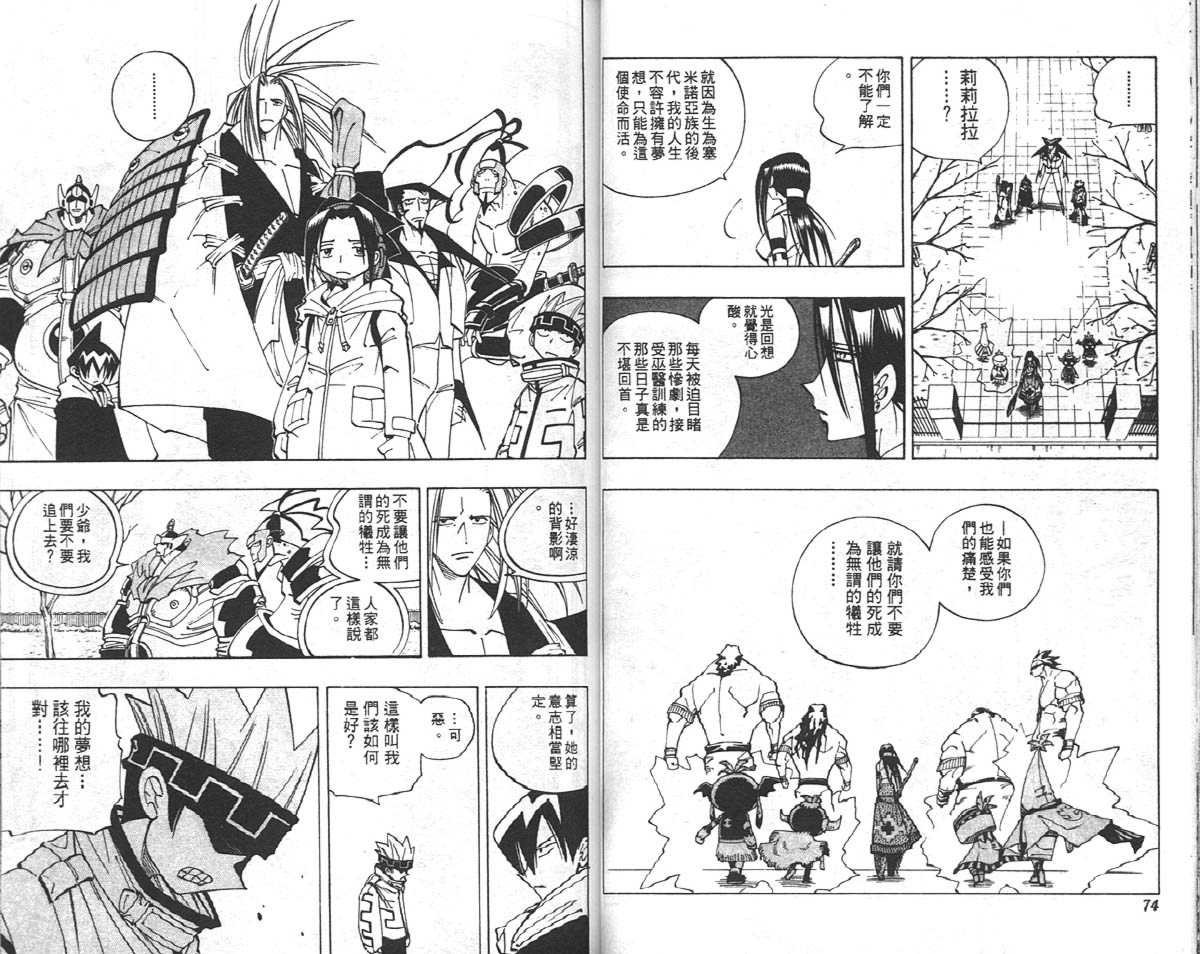 ………
莉莉拉拉
……？
你們一定
不能了解
。
就因為生為塞
米諾亞族的後
代，我的人生
不容許擁有夢
想，只能為這
個使命而活。
光是回想
就覺得心
酸。
每天被迫目睹
那些慘劇，接
受巫醫訓練的
那些日子真是
不堪回首。
—如果你們
也能感受我
們的痛楚，
就請你們不要
讓他們的死成
為無謂的犧牲
………
74
………
…好淒涼
的背影啊
。
不要讓他們
的死成為無
謂的犧牲…
人家都
這樣說
了。
少爺，我
們要不要
追上去？
算了，她的
意志相當堅
定。
…可
惡。
這樣叫我
們該如何
是好？
我的夢想…
該往哪裡去才
對……！